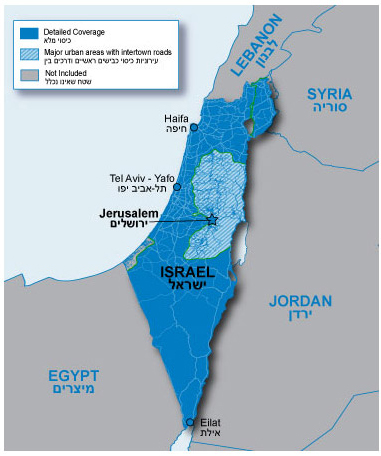 Detailed Coverage
כיסוי מלא
Major urban areas with intertown roads
עירוניות כיסוי כבישים ראשיים ודרכים בין
Not Included
שטח שאינו נכלל
LEBANON
לבנון
SYRIA
סוריה
Haifa
חיפה
Tel Aviv - Yafo
תל-אביב יפו
Jerusalem
ירושלים
ISRAEL
ישראל
JORDAN
ירדן
EGYPT
מיצרים
Eilat
אילת